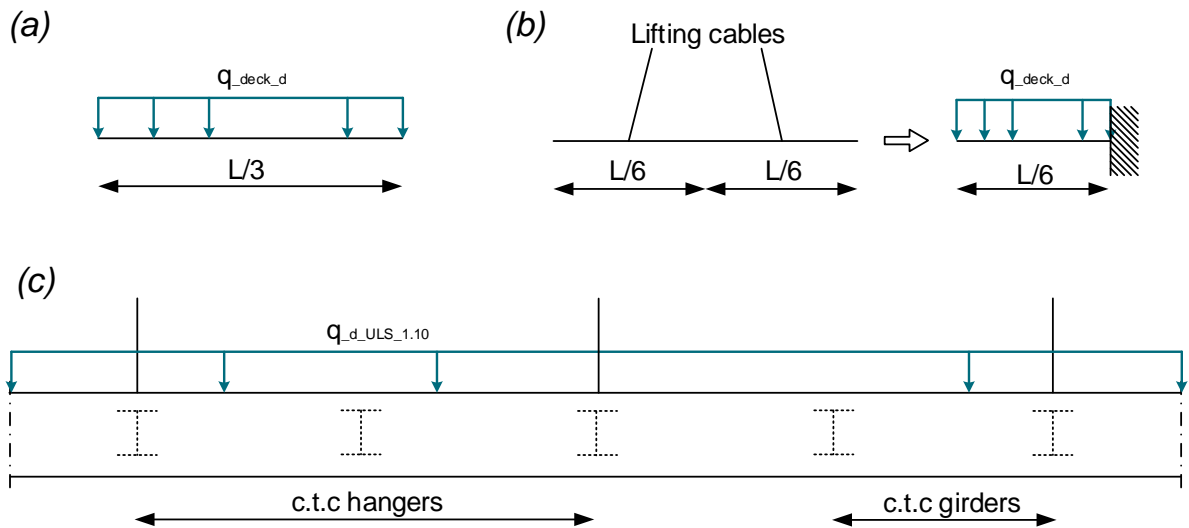 (a)
q_deck_d
L/3
(b)
Lifting cables
L/6
L/6
q_deck_d
L/6
(c)
q_d_ULS_1.10
c.t.c hangers
c.t.c girders